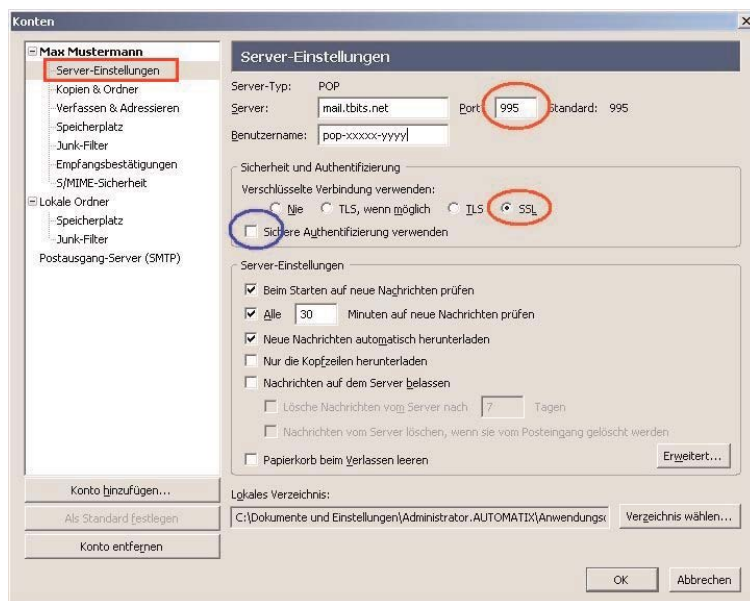 Konten
Max Mustermann
Server-Einstellungen
Kopien & Ordner
Verfassen & Adressieren
Speicherplatz
Junk-Filter
Empfangsbestätigungen
S/MIME-Sicherheit
Lokale Ordner
Speicherplatz
Junk-Filter
Postausgang-Server (SMTP)
Konto hinzufügen...
Als Standard festlegen
Konto entfernen
Server-Einstellungen
Server-Typ: POP
Server: mail.tbits.net Port: 995 Standard: 995
Benutzername: pop-xxxxx-yyyy
Sicherheit und Authentifizierung
Verschlüsselte Verbindung verwenden:
Nie TLS, wenn möglich TLS SSL
Sichere Authentifizierung verwenden
Server-Einstellungen
Beim Starten auf neue Nachrichten prüfen
Alle 30 Minuten auf neue Nachrichten prüfen
Neue Nachrichten automatisch herunterladen
Nur die Kopfzeilen herunterladen
Nachrichten auf dem Server belassen
Lösche Nachrichten vom Server nach 7 Tagen
Nachrichten vom Server löschen, wenn sie vom Posteingang gelöscht werden
Papierkorb beim Verlassen leeren
Erweitert...
Lokales Verzeichnis:
C:\Dokumente und Einstellungen\Administrator.AUTOMATIX\Anwendungsd
Verzeichnis wählen...
OK Abbrechen